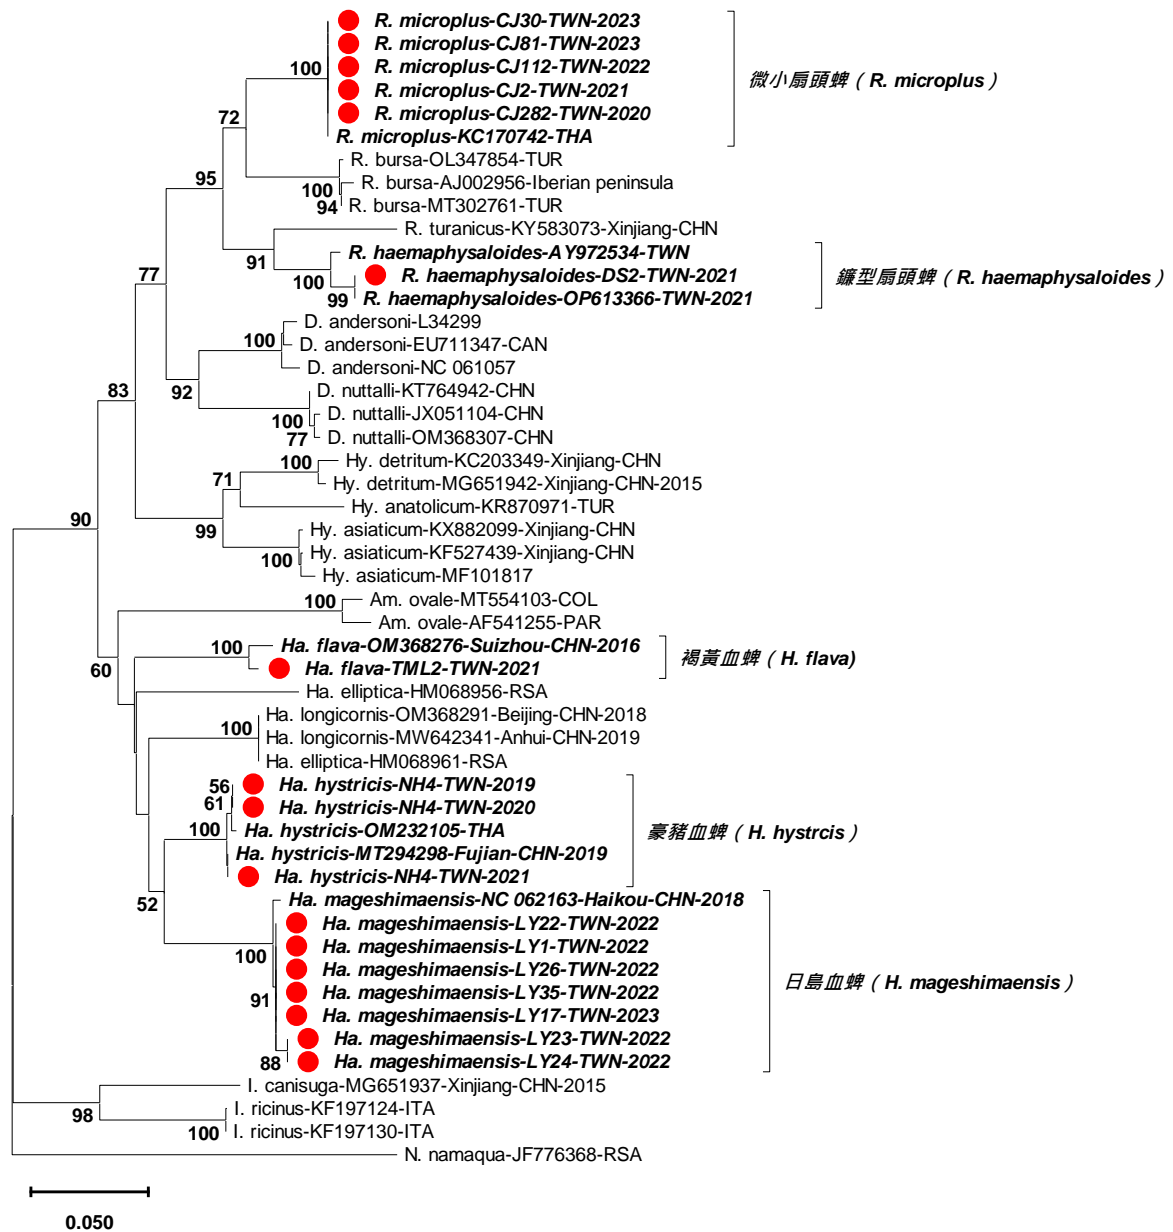 R. microplus-CJ30-TWN-2023
R. microplus-CJ81-TWN-2023
100
R. microplus-CJ112-TWN-2022
微小扇頭蜱（R. microplus）
R. microplus-CJ2-TWN-2021
72
R. microplus-CJ282-TWN-2020
R. microplus-KC170742-THA
R. bursa-OL347854-TUR
95
100
R. bursa-AJ002956-Iberian peninsula
94
R. bursa-MT302761-TUR
R. turanicus-KY583073-Xinjiang-CHN
91
R. haemaphysaloides-AY972534-TWN
77
100
R. haemaphysaloides-DS2-TWN-2021
鐮型扇頭蜱（R. haemaphysaloides）
99
R. haemaphysaloides-OP613366-TWN-2021
D. andersoni-L34299
100
D. andersoni-EU711347-CAN
D. andersoni-NC 061057
83
92
D. nuttalli-KT764942-CHN
100
D. nuttalli-JX051104-CHN
77
D. nuttalli-OM368307-CHN
100
Hy. detritum-KC203349-Xinjiang-CHN
71
Hy. detritum-MG651942-Xinjiang-CHN-2015
Hy. anatolicum-KR870971-TUR
90
99
Hy. asiaticum-KX882099-Xinjiang-CHN
100
Hy. asiaticum-KF527439-Xinjiang-CHN
Hy. asiaticum-MF101817
100
Am. ovale-MT554103-COL
Am. ovale-AF541255-PAR
100
Ha. flava-OM368276-Suizhou-CHN-2016
褐黃血蜱（H. flava)
60
Ha. flava-TML2-TWN-2021
Ha. elliptica-HM068956-RSA
Ha. longicornis-OM368291-Beijing-CHN-2018
100
Ha. longicornis-MW642341-Anhui-CHN-2019
Ha. elliptica-HM068961-RSA
56
Ha. hystricis-NH4-TWN-2019
61
Ha. hystricis-NH4-TWN-2020
100
Ha. hystricis-OM232105-THA
豪豬血蜱（H. hystrcis）
Ha. hystricis-MT294298-Fujian-CHN-2019
Ha. hystricis-NH4-TWN-2021
52
Ha. mageshimaensis-NC 062163-Haikou-CHN-2018
Ha. mageshimaensis-LY22-TWN-2022
100
Ha. mageshimaensis-LY1-TWN-2022
Ha. mageshimaensis-LY26-TWN-2022
日島血蜱（H. mageshimaensis）
91
Ha. mageshimaensis-LY35-TWN-2022
Ha. mageshimaensis-LY17-TWN-2023
Ha. mageshimaensis-LY23-TWN-2022
88
Ha. mageshimaensis-LY24-TWN-2022
I. canisuga-MG651937-Xinjiang-CHN-2015
98
I. ricinus-KF197124-ITA
100
I. ricinus-KF197130-ITA
N. namaqua-JF776368-RSA
0.050